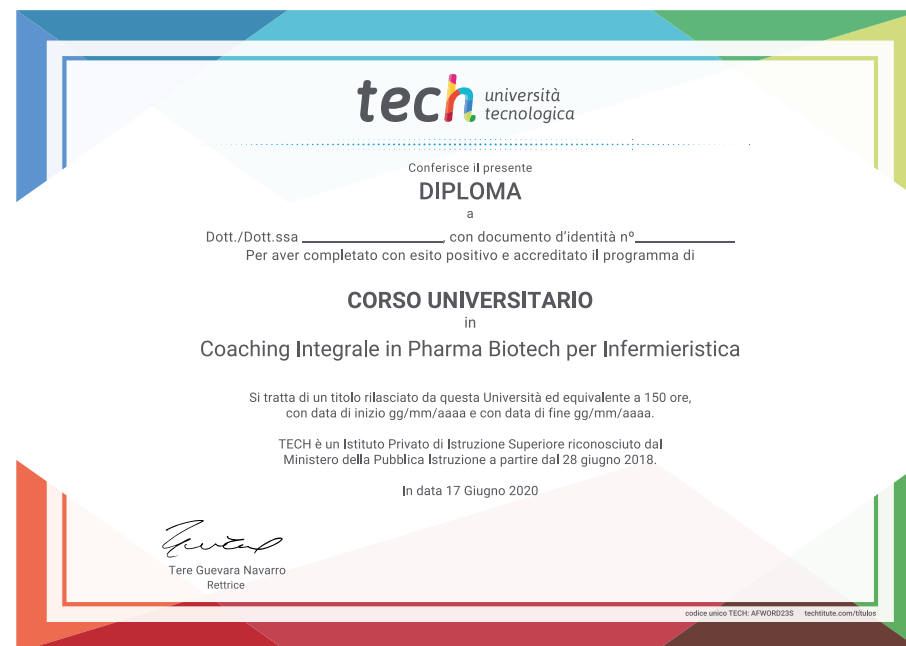 tech università
tecnologica
Conferisce il presente
DIPLOMA
a
Dott./Dott.ssa ________________, con documento d'identità nº____________
Per aver completato con esito positivo e accreditato il programma di
CORSO UNIVERSITARIO
in
Coaching Integrale in Pharma Biotech per Infermieristica
Si tratta di un titolo rilasciato da questa Università ed equivalente a 150 ore,
con data di inizio gg/mm/aaaa e con data di fine gg/mm/aaaa.
TECH è un Istituto Privato di Istruzione Superiore riconosciuto dal
Ministero della Pubblica Istruzione a partire dal 28 giugno 2018.
In data 17 Giugno 2020
Tere Guevara Navarro
Rettrice
codice unico TECH: AFWORD23S techtitute.com/titulos